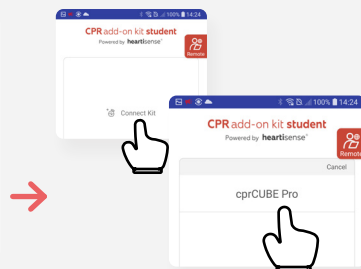 100% 14:24
CPR add-on kit student
Powered by heartisense
Remote
Connect Kit
100% 14:24
CPR add-on kit student
Powered by heartisense
Remote
Cancel
cprCUBE Pro